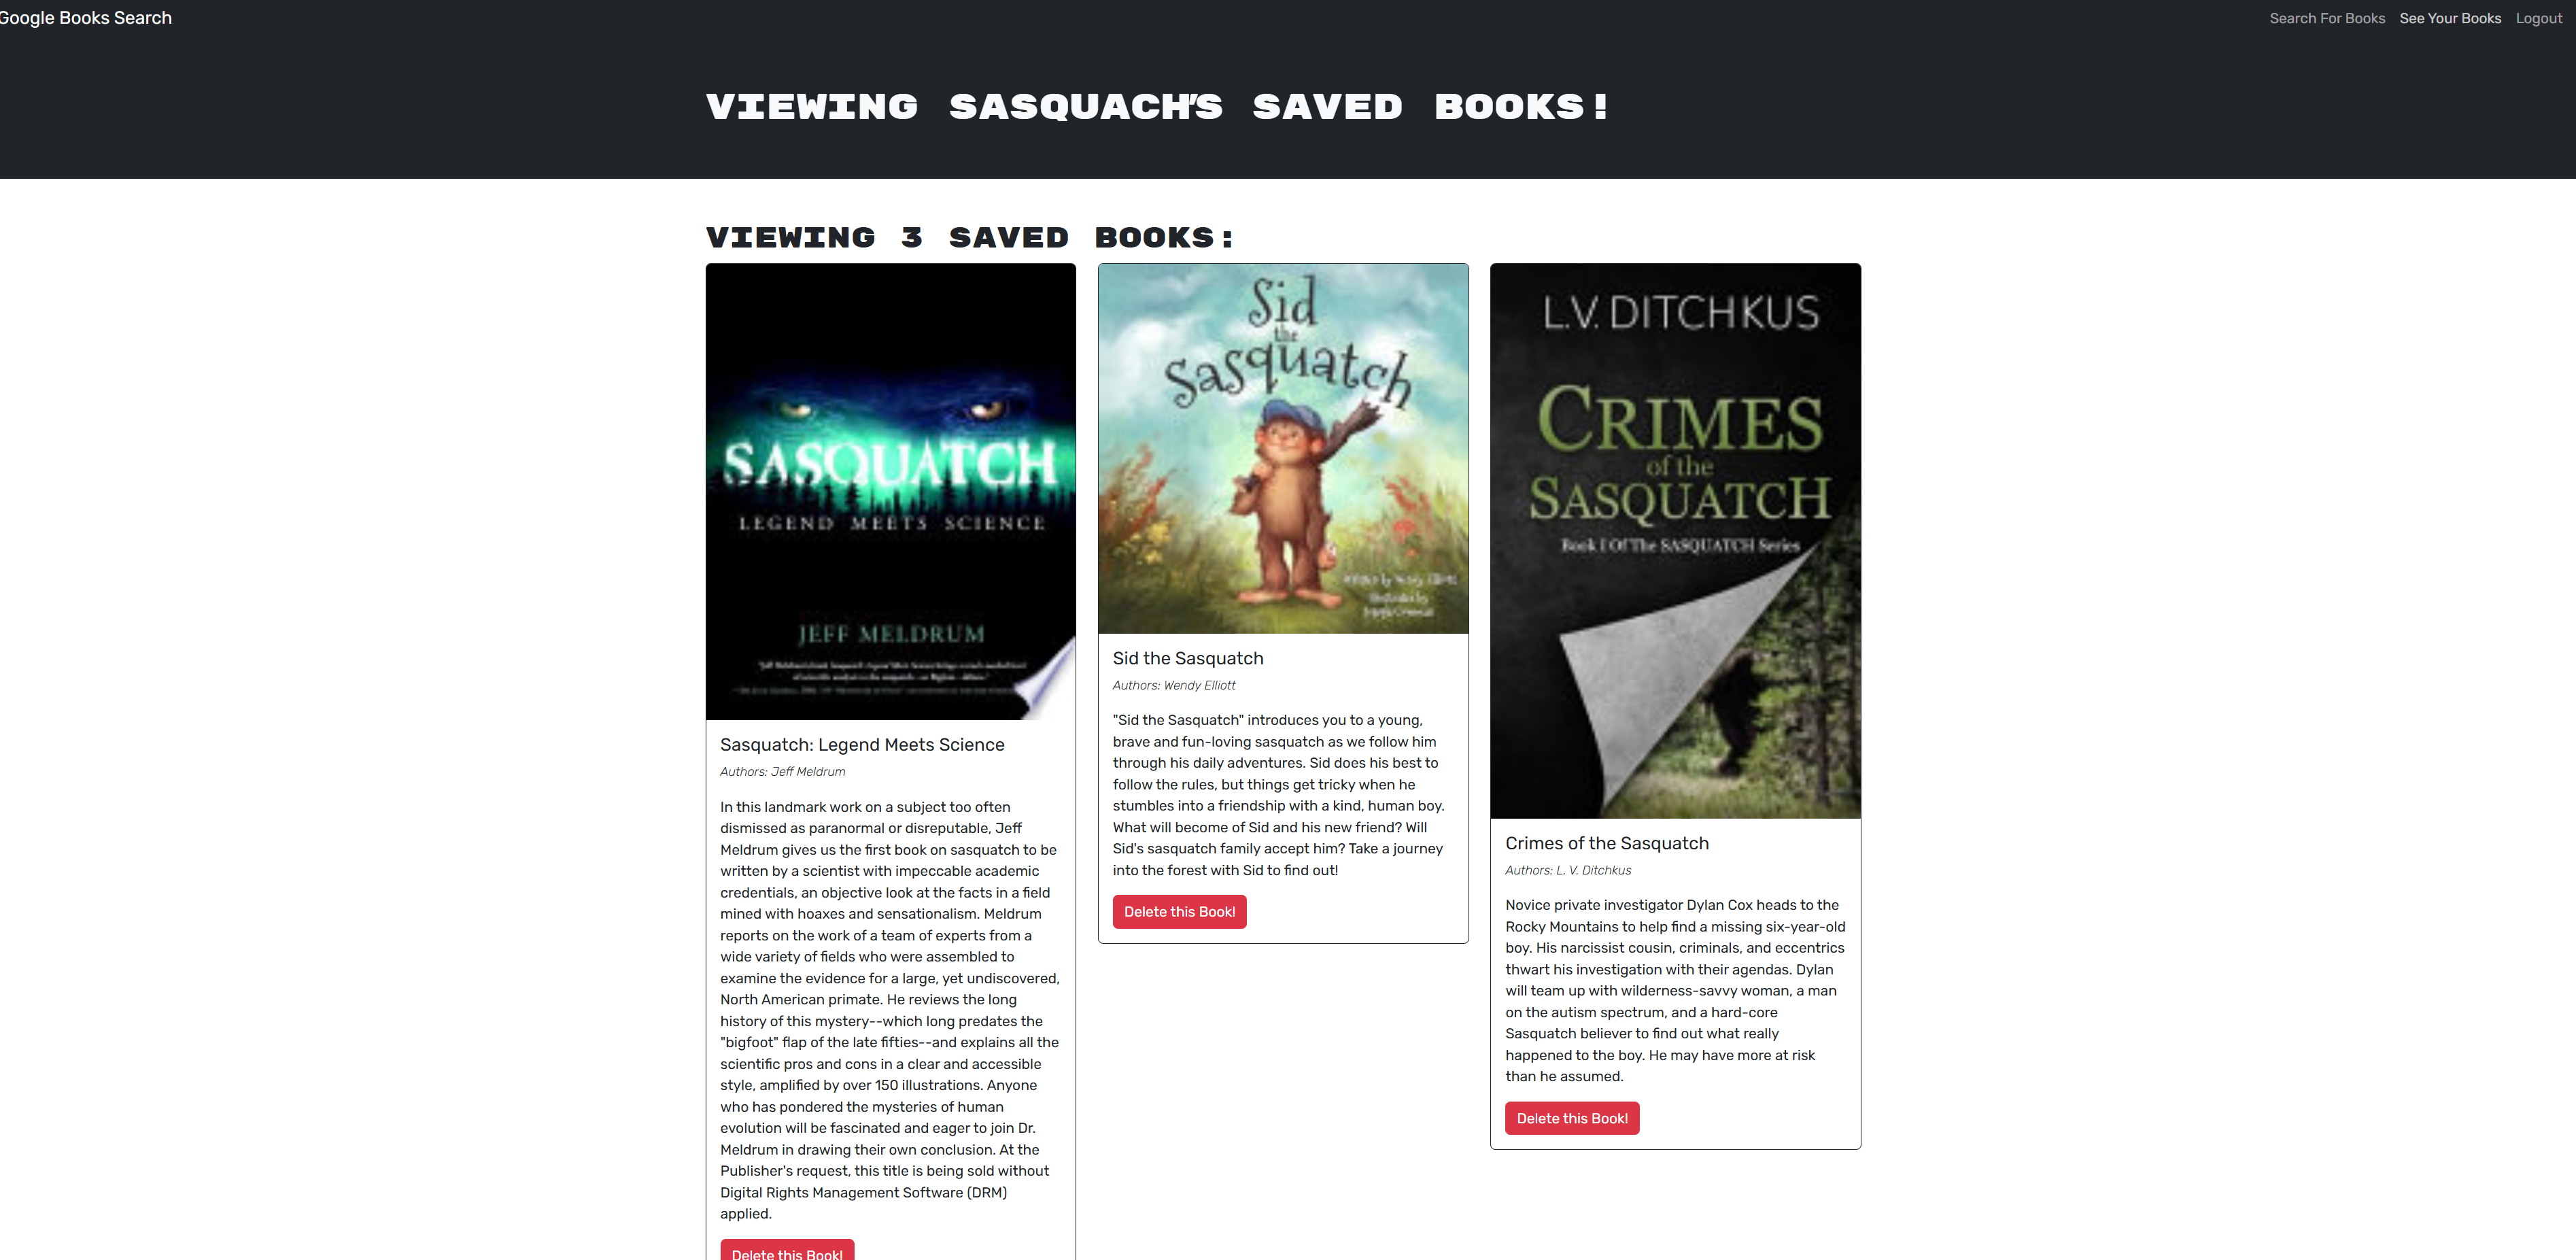 Google Books Search
Search For Books See Your Books Logout
VIEWING SASQUACH'S SAVED BOOKS!
VIEWING 3 SAVED BOOKS:
SASQUATCH
LEGEND MEETS SCIENCE
JEFF MELDRUM
Sasquatch: Legend Meets Science
Authors: Jeff Meldrum
In this landmark work on a subject too often
dismissed as paranormal or disreputable, Jeff
Meldrum gives us the first book on sasquatch to be
written by a scientist with impeccable academic
credentials, an objective look at the facts in a field
mined with hoaxes and sensationalism. Meldrum
reports on the work of a team of experts from a
wide variety of fields who were assembled to
examine the evidence for a large, yet undiscovered,
North American primate. He reviews the long
history of this mystery--which long predates the
"bigfoot" flap of the late fifties--and explains all the
scientific pros and cons in a clear and accessible
style, amplified by over 150 illustrations. Anyone
who has pondered the mysteries of human
evolution will be fascinated and eager to join Dr.
Meldrum in drawing their own conclusion. At the
Publisher's request, this title is being sold without
Digital Rights Management Software (DRM)
applied.
Delete this Book!
Sid
the
Sasquatch
Written by Wendy Elliott
Sid the Sasquatch
Authors: Wendy Elliott
"Sid the Sasquatch" introduces you to a young,
brave and fun-loving sasquatch as we follow him
through his daily adventures. Sid does his best to
follow the rules, but things get tricky when he
stumbles into a friendship with a kind, human boy.
What will become of Sid and his new friend? Will
Sid's sasquatch family accept him? Take a journey
into the forest with Sid to find out!
Delete this Book!
L.V. DITCHKUS
CRIMES
of the
SASQUATCH
Book I Of The SASQUATCH Series
Crimes of the Sasquatch
Authors: L. V. Ditchkus
Novice private investigator Dylan Cox heads to the
Rocky Mountains to help find a missing six-year-old
boy. His narcissist cousin, criminals, and eccentrics
thwart his investigation with their agendas. Dylan
will team up with wilderness-savvy woman, a man
on the autism spectrum, and a hard-core
Sasquatch believer to find out what really
happened to the boy. He may have more at risk
than he assumed.
Delete this Book!